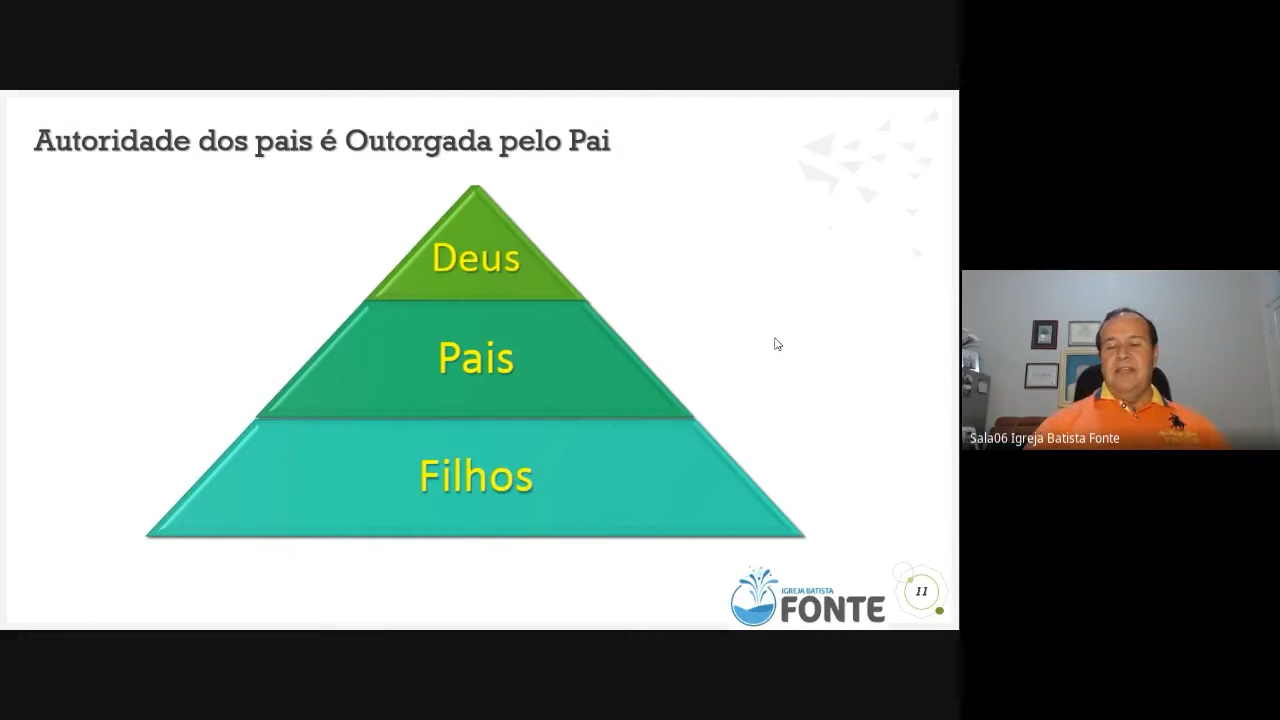 Autoridade dos pais é Outorgada pelo Pai
Deus
Pais
Filhos
IGREJA BATISTA
FONTE
11
Sala06 Igreja Batista Fonte